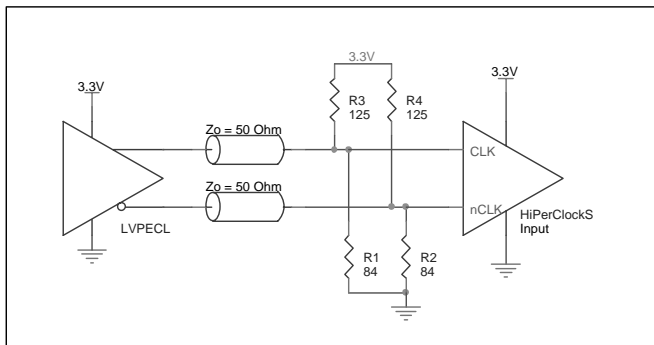 3.3V
3.3V
3.3V
R3
125
R4
125
Zo = 50 Ohm
CLK
Zo = 50 Ohm
nCLK
HiPerClockS
Input
LVPECL
R1
84
R2
84